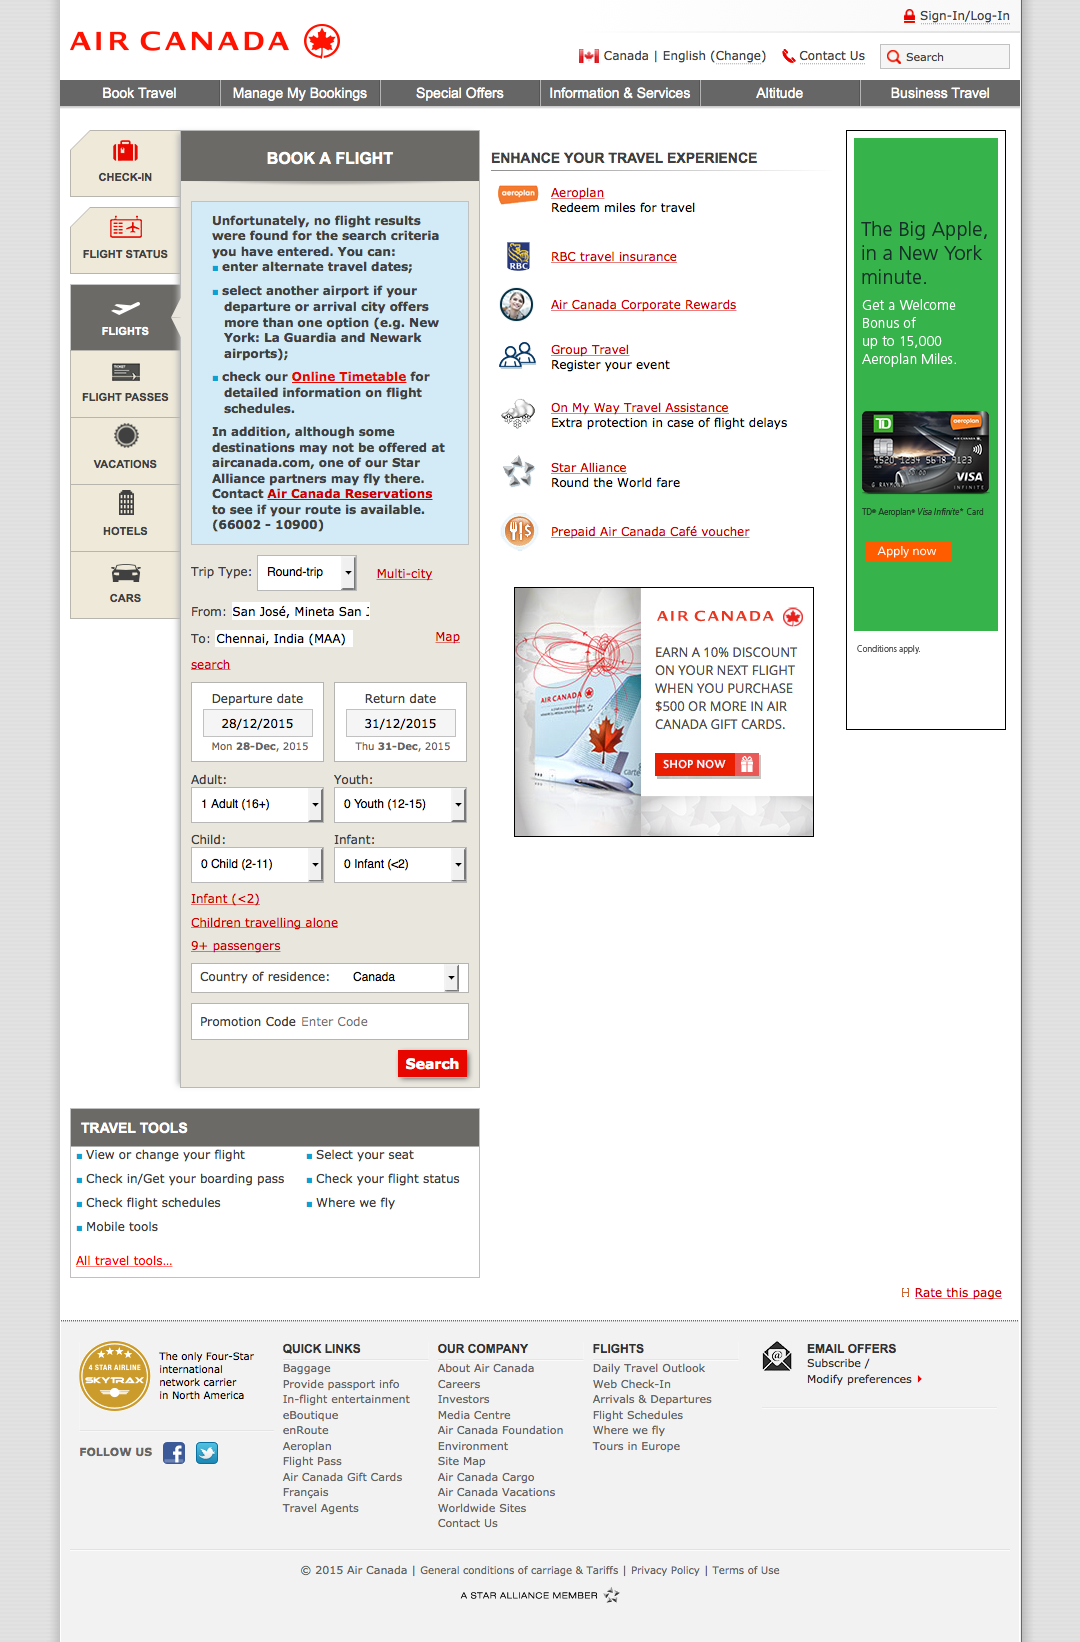 Sign-In/Log-In
AIR CANADA
Canada | English (Change)
Contact Us
Search
Book Travel
Manage My Bookings
Special Offers
Information & Services
Altitude
Business Travel
CHECK-IN
FLIGHT STATUS
FLIGHTS
FLIGHT PASSES
VACATIONS
HOTELS
CARS
BOOK A FLIGHT
Unfortunately, no flight results
were found for the search criteria
you have entered. You can:
enter alternate travel dates;
select another airport if your
departure or arrival city offers
more than one option (e.g. New
York: La Guardia and Newark
airports);
check our Online Timetable for
detailed information on flight
schedules.
In addition, although some
destinations may not be offered at
aircanada.com, one of our Star
Alliance partners may fly there.
Contact Air Canada Reservations
to see if your route is available.
(66002 - 10900)
Trip Type: Round-trip
Multi-city
From: San José, Mineta San J
To: Chennai, India (MAA)
Map
search
Departure date
28/12/2015
Mon 28-Dec, 2015
Return date
31/12/2015
Thu 31-Dec, 2015
Adult:
1 Adult (16+)
Youth:
0 Youth (12-15)
Child:
0 Child (2-11)
Infant:
0 Infant (<2)
Infant (<2)
Children travelling alone
9+ passengers
Country of residence: Canada
Promotion Code Enter Code
Search
ENHANCE YOUR TRAVEL EXPERIENCE
aeroplan
Aeroplan
Redeem miles for travel
RBC
RBC travel insurance
Air Canada Corporate Rewards
Group Travel
Register your event
On My Way Travel Assistance
Extra protection in case of flight delays
Star Alliance
Round the World fare
Prepaid Air Canada Café voucher
AIR CANADA
AIR CANADA
EARN A 10% DISCOUNT
ON YOUR NEXT FLIGHT
WHEN YOU PURCHASE
$500 OR MORE IN AIR
CANADA GIFT CARDS.
SHOP NOW
The Big Apple,
in a New York
minute.
Get a Welcome
Bonus of
up to 15,000
Aeroplan Miles.
TD
aeroplan
AIR CANADA
4520 1234 5678 9123
VISA
INFINITE
TD® Aeroplan® Visa Infinite* Card
Apply now
Conditions apply.
TRAVEL TOOLS
View or change your flight
Select your seat
Check in/Get your boarding pass
Check your flight status
Check flight schedules
Where we fly
Mobile tools
All travel tools...
Rate this page
4 STAR AIRLINE
SKYTRAX
The only Four-Star
international
network carrier
in North America
FOLLOW US
QUICK LINKS
Baggage
Provide passport info
In-flight entertainment
eBoutique
enRoute
Aeroplan
Flight Pass
Air Canada Gift Cards
Français
Travel Agents
OUR COMPANY
About Air Canada
Careers
Investors
Media Centre
Air Canada Foundation
Environment
Site Map
Air Canada Cargo
Air Canada Vacations
Worldwide Sites
Contact Us
FLIGHTS
Daily Travel Outlook
Web Check-In
Arrivals & Departures
Flight Schedules
Where we fly
Tours in Europe
EMAIL OFFERS
Subscribe /
Modify preferences
© 2015 Air Canada | General conditions of carriage & Tariffs | Privacy Policy | Terms of Use
A STAR ALLIANCE MEMBER